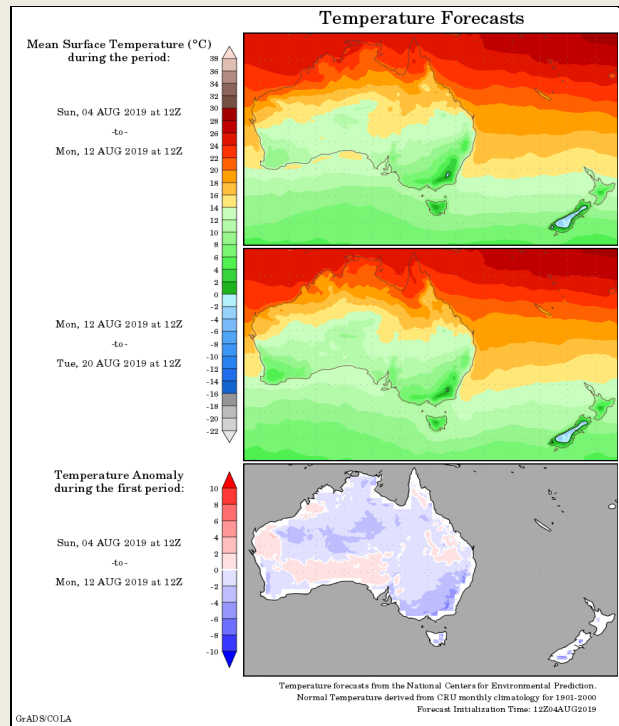 Temperature Forecasts
Mean Surface Temperature (°C)
during the period:
Sun, 04 AUG 2019 at 12Z
-to-
Mon, 12 AUG 2019 at 12Z
38
36
34
33
32
31
30
28
26
24
22
20
18
16
14
12
10
8
6
4
2
0
-2
-4
-6
-8
-10
-12
-14
-16
-17
-18
-20
-22
Mon, 12 AUG 2019 at 12Z
-to-
Tue, 20 AUG 2019 at 12Z
Temperature Anomaly
during the first period:
Sun, 04 AUG 2019 at 12Z
-to-
Mon, 12 AUG 2019 at 12Z
10
8
6
4
2
0
-2
-4
-6
-8
-10
Temperature forecasts from the National Centers for Environmental Prediction.
Normal Temperature derived from CRU monthly climatology for 1901-2000
Forecast Initialization Time: 12Z04AUG2019
GrADS/COLA